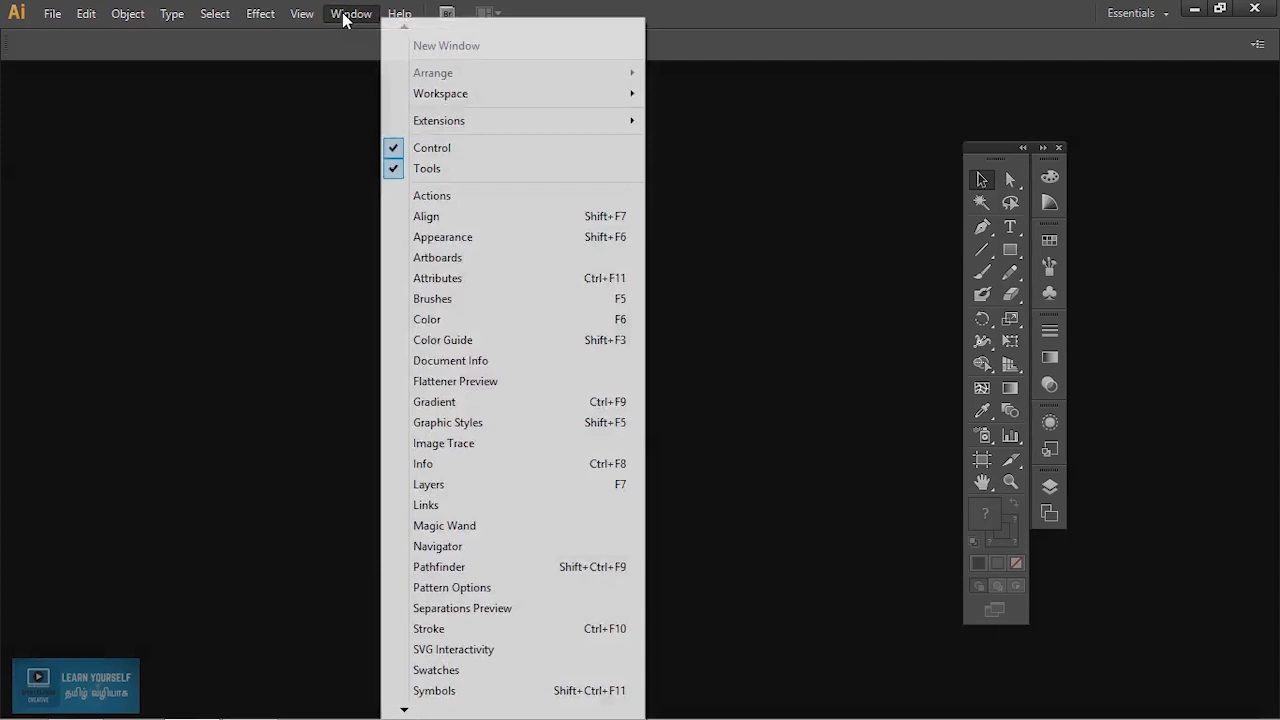 Ai File Edit Object Type Select Effect View Window Help Br Essentials
New Window
Arrange
Workspace
Extensions
Control
Tools
Actions
Align Shift+F7
Appearance Shift+F6
Artboards
Attributes Ctrl+F11
Brushes F5
Color F6
Color Guide Shift+F3
Document Info
Flattener Preview
Gradient Ctrl+F9
Graphic Styles Shift+F5
Image Trace
Info Ctrl+F8
Layers F7
Links
Magic Wand
Navigator
Pathfinder Shift+Ctrl+F9
Pattern Options
Separations Preview
Stroke Ctrl+F10
SVG Interactivity
Swatches
Symbols Shift+Ctrl+F11
LEARN YOURSELF
தமிழ் வழியாக
CREATIVE